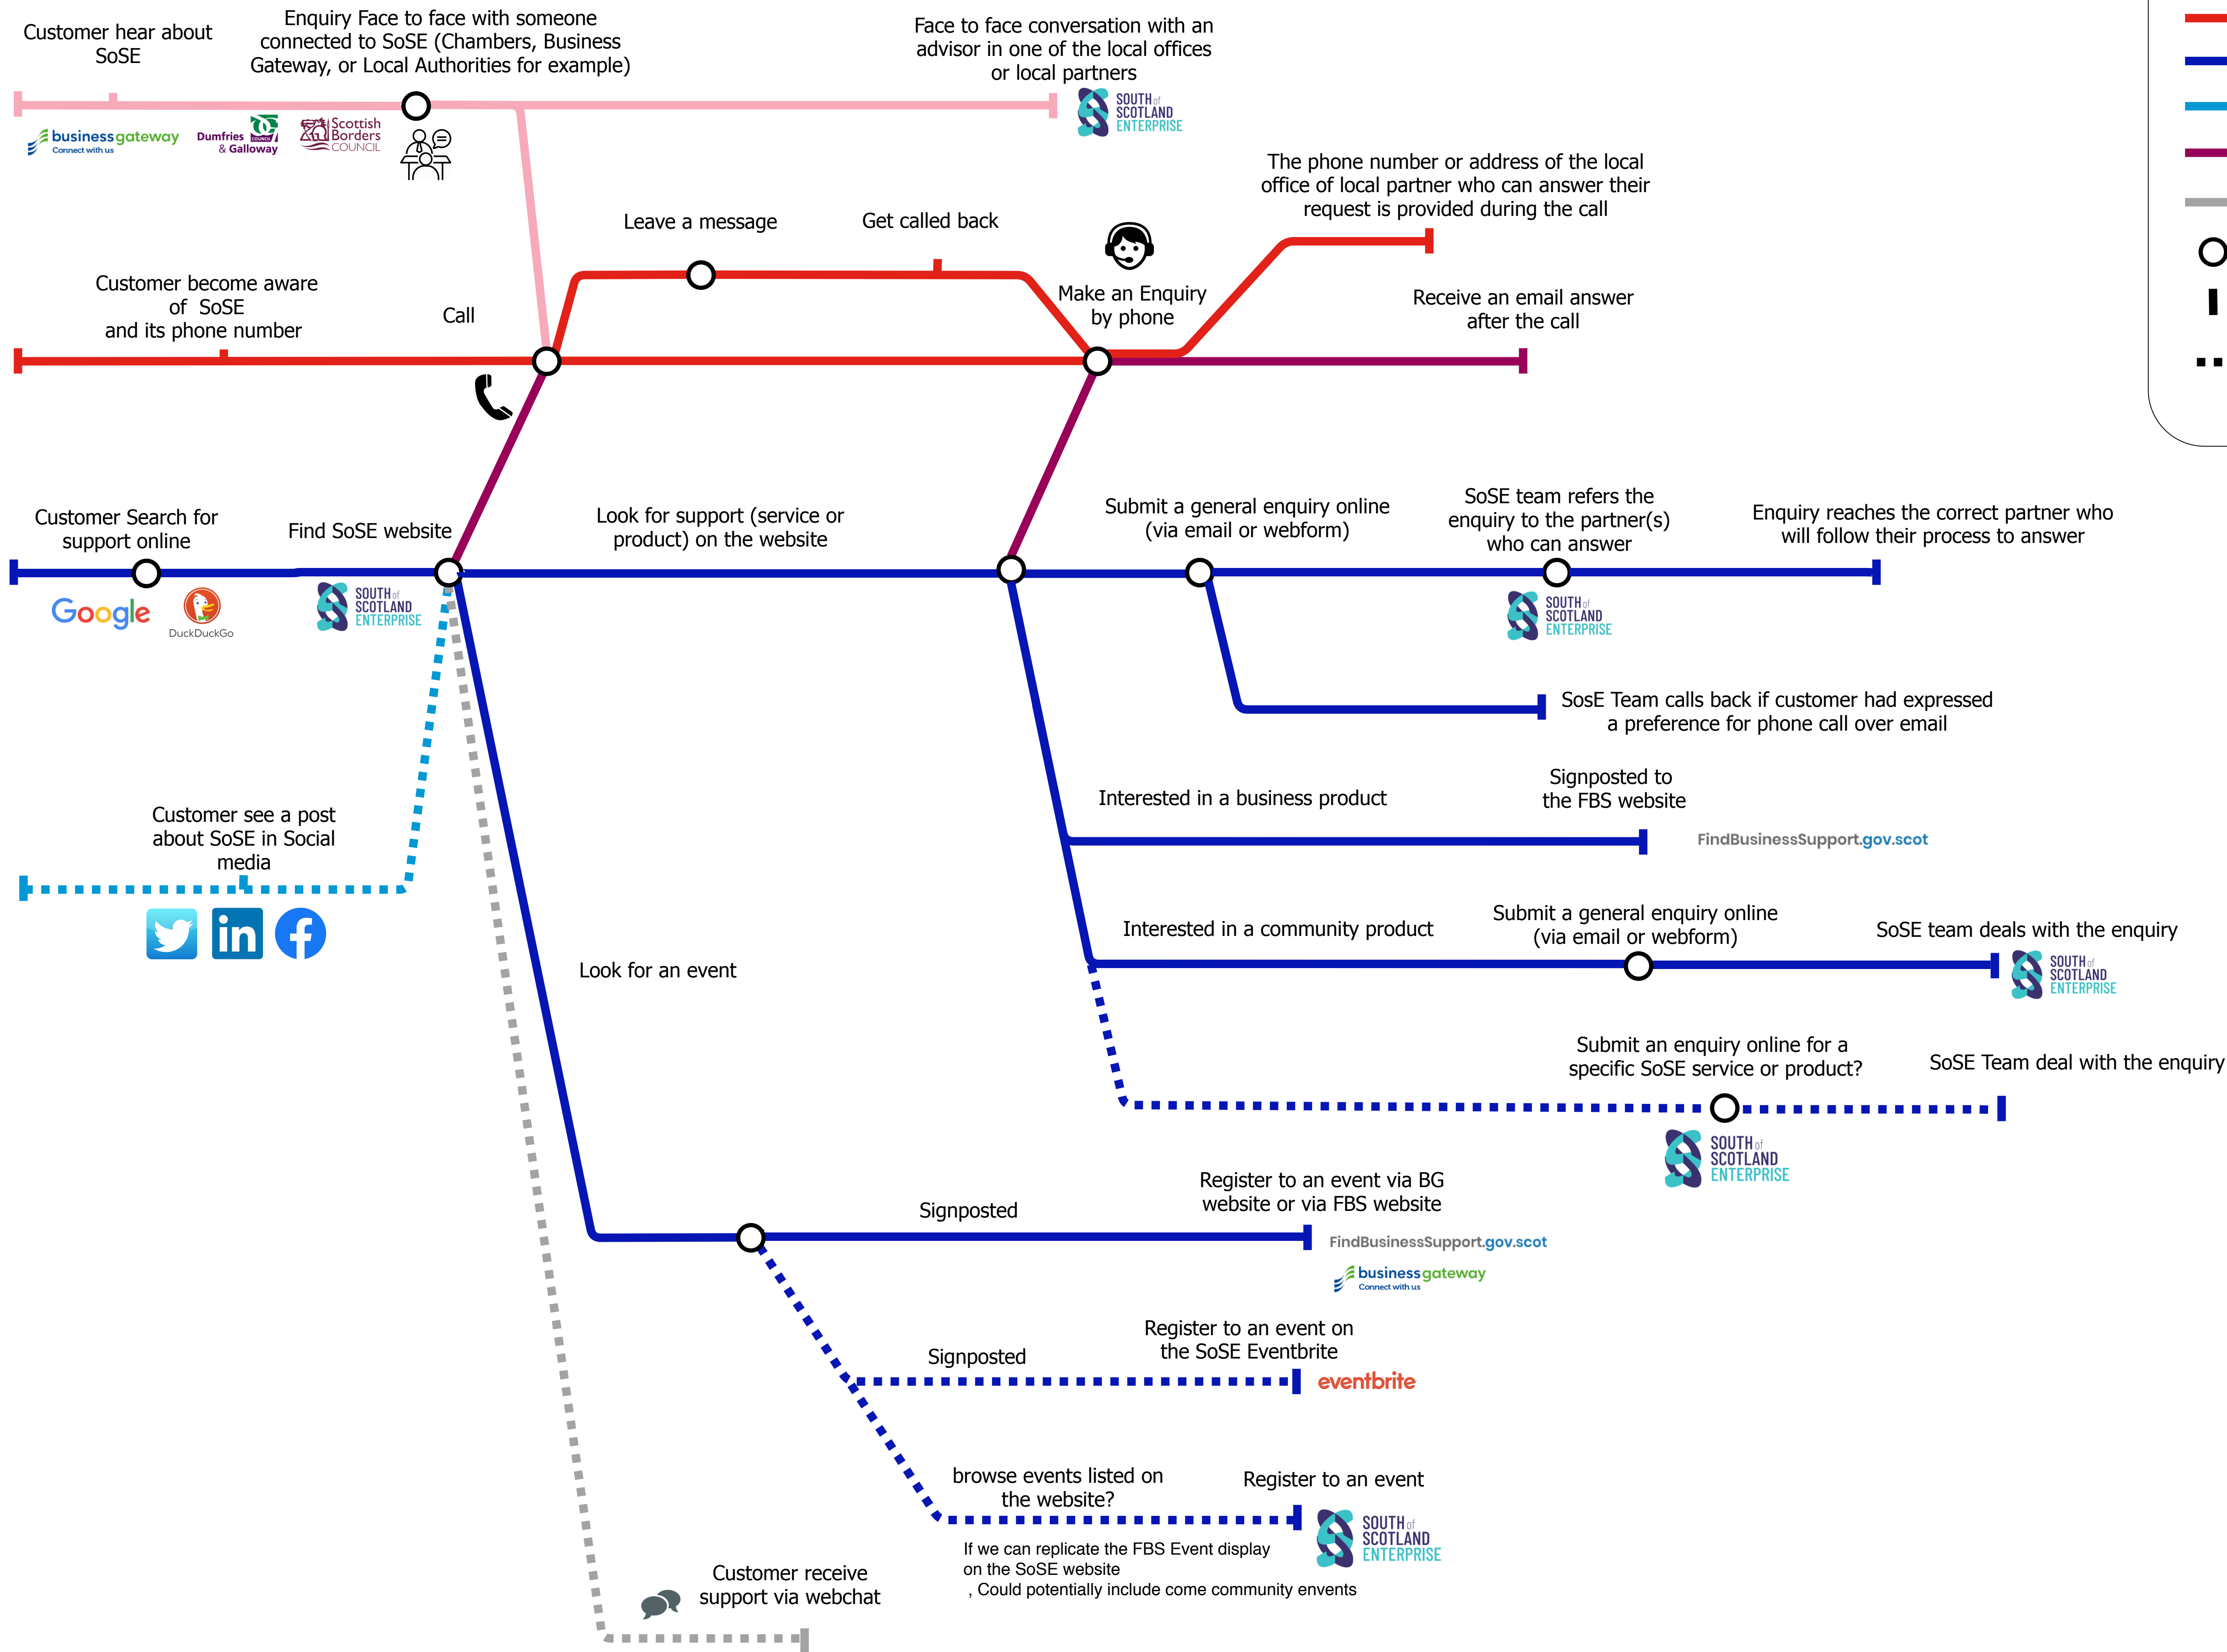 Customer hear about
SoSE
Enquiry Face to face with someone
connected to SoSE (Chambers, Business
Gateway, or Local Authorities for example)
Face to face conversation with an
advisor in one of the local offices
or local partners
businessgateway
Connect with us
Dumfries
COUNCIL
& Galloway
Scottish
Borders
COUNCIL
SOUTH of
SCOTLAND
ENTERPRISE
The phone number or address of the local
office of local partner who can answer their
request is provided during the call
Leave a message
Get called back
Customer become aware
of SoSE
and its phone number
Call
Make an Enquiry
by phone
Receive an email answer
after the call
Customer Search for
support online
Find SoSE website
Look for support (service or
product) on the website
Submit a general enquiry online
(via email or webform)
SoSE team refers the
enquiry to the partner(s)
who can answer
Enquiry reaches the correct partner who
will follow their process to answer
Google
DuckDuckGo
SOUTH of
SCOTLAND
ENTERPRISE
SOUTH of
SCOTLAND
ENTERPRISE
SosE Team calls back if customer had expressed
a preference for phone call over email
Customer see a post
about SoSE in Social
media
in
Interested in a business product
Signposted to
the FBS website
FindBusinessSupport.gov.scot
Interested in a community product
Submit a general enquiry online
(via email or webform)
SoSE team deals with the enquiry
SOUTH of
SCOTLAND
ENTERPRISE
Look for an event
Submit an enquiry online for a
specific SoSE service or product?
SoSE Team deal with the enquiry
SOUTH of
SCOTLAND
ENTERPRISE
Signposted
Register to an event via BG
website or via FBS website
FindBusinessSupport.gov.scot
businessgateway
Connect with us
Signposted
Register to an event on
the SoSE Eventbrite
eventbrite
browse events listed on
the website?
Register to an event
SOUTH of
SCOTLAND
ENTERPRISE
If we can replicate the FBS Event display
on the SoSE website
, Could potentially include come community envents
Customer receive
support via webchat